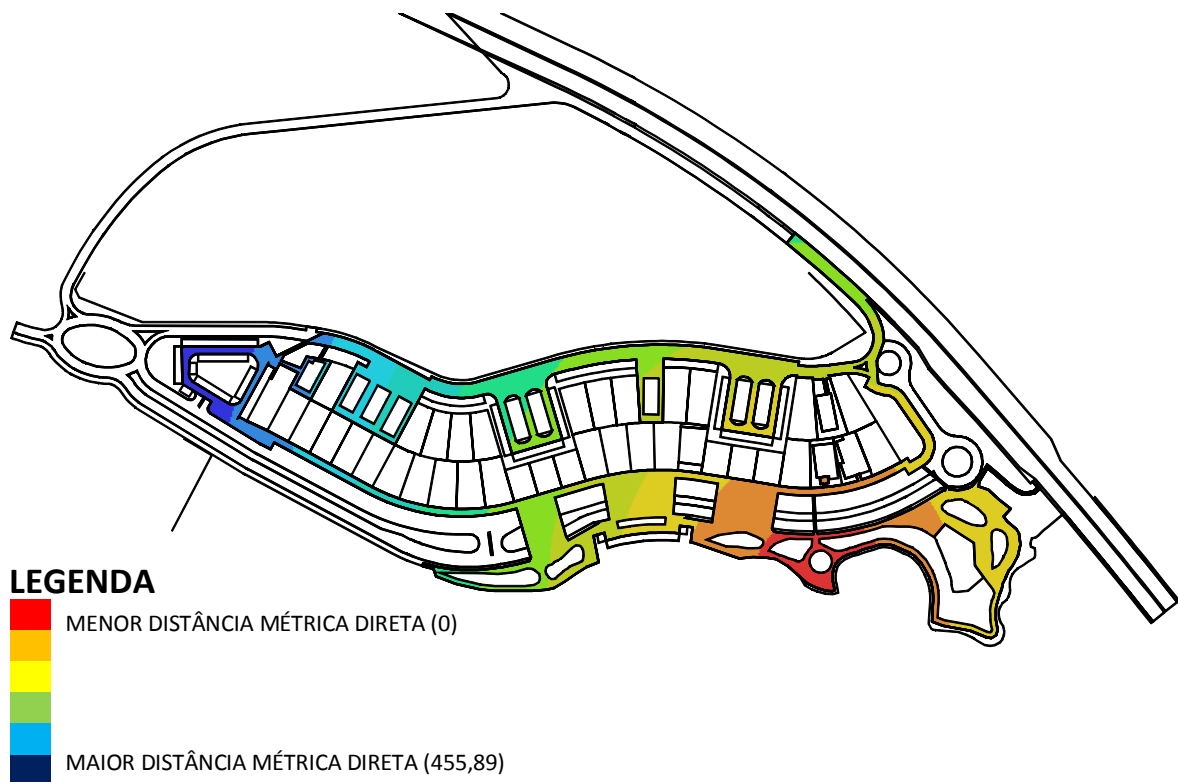 LEGENDA
MENOR DISTÂNCIA MÉTRICA DIRETA (0)
MAIOR DISTÂNCIA MÉTRICA DIRETA (455,89)